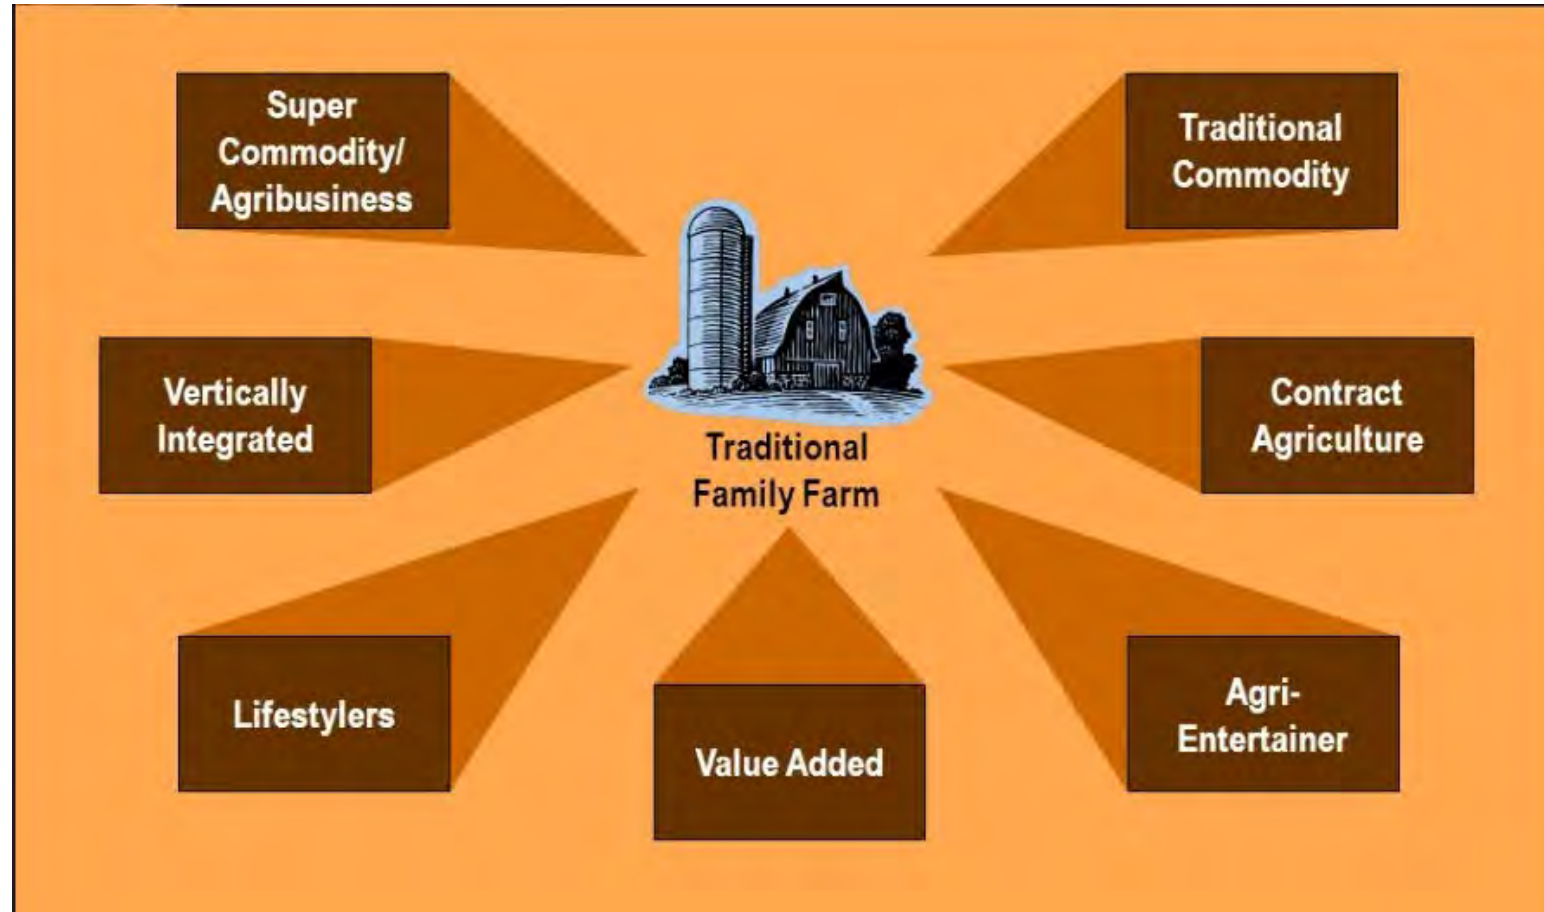 Super
Commodity/
Agribusiness
Traditional
Commodity
Vertically
Integrated
Traditional
Family Farm
Contract
Agriculture
Lifestylers
Value Added
Agri-
Entertainer